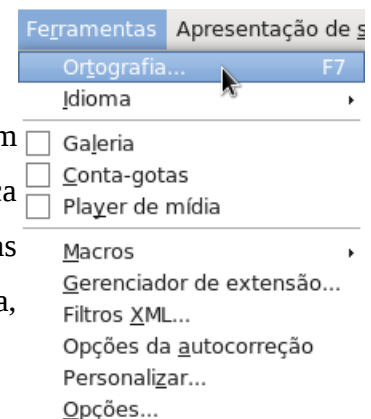 Ferramentas Apresentação de s
Ortografia... F7
Idioma
Galeria
Conta-gotas
Player de mídia
Macros
Gerenciador de extensão...
Filtros XML...
Opções da autocorreção
Personalizar...
Opções...